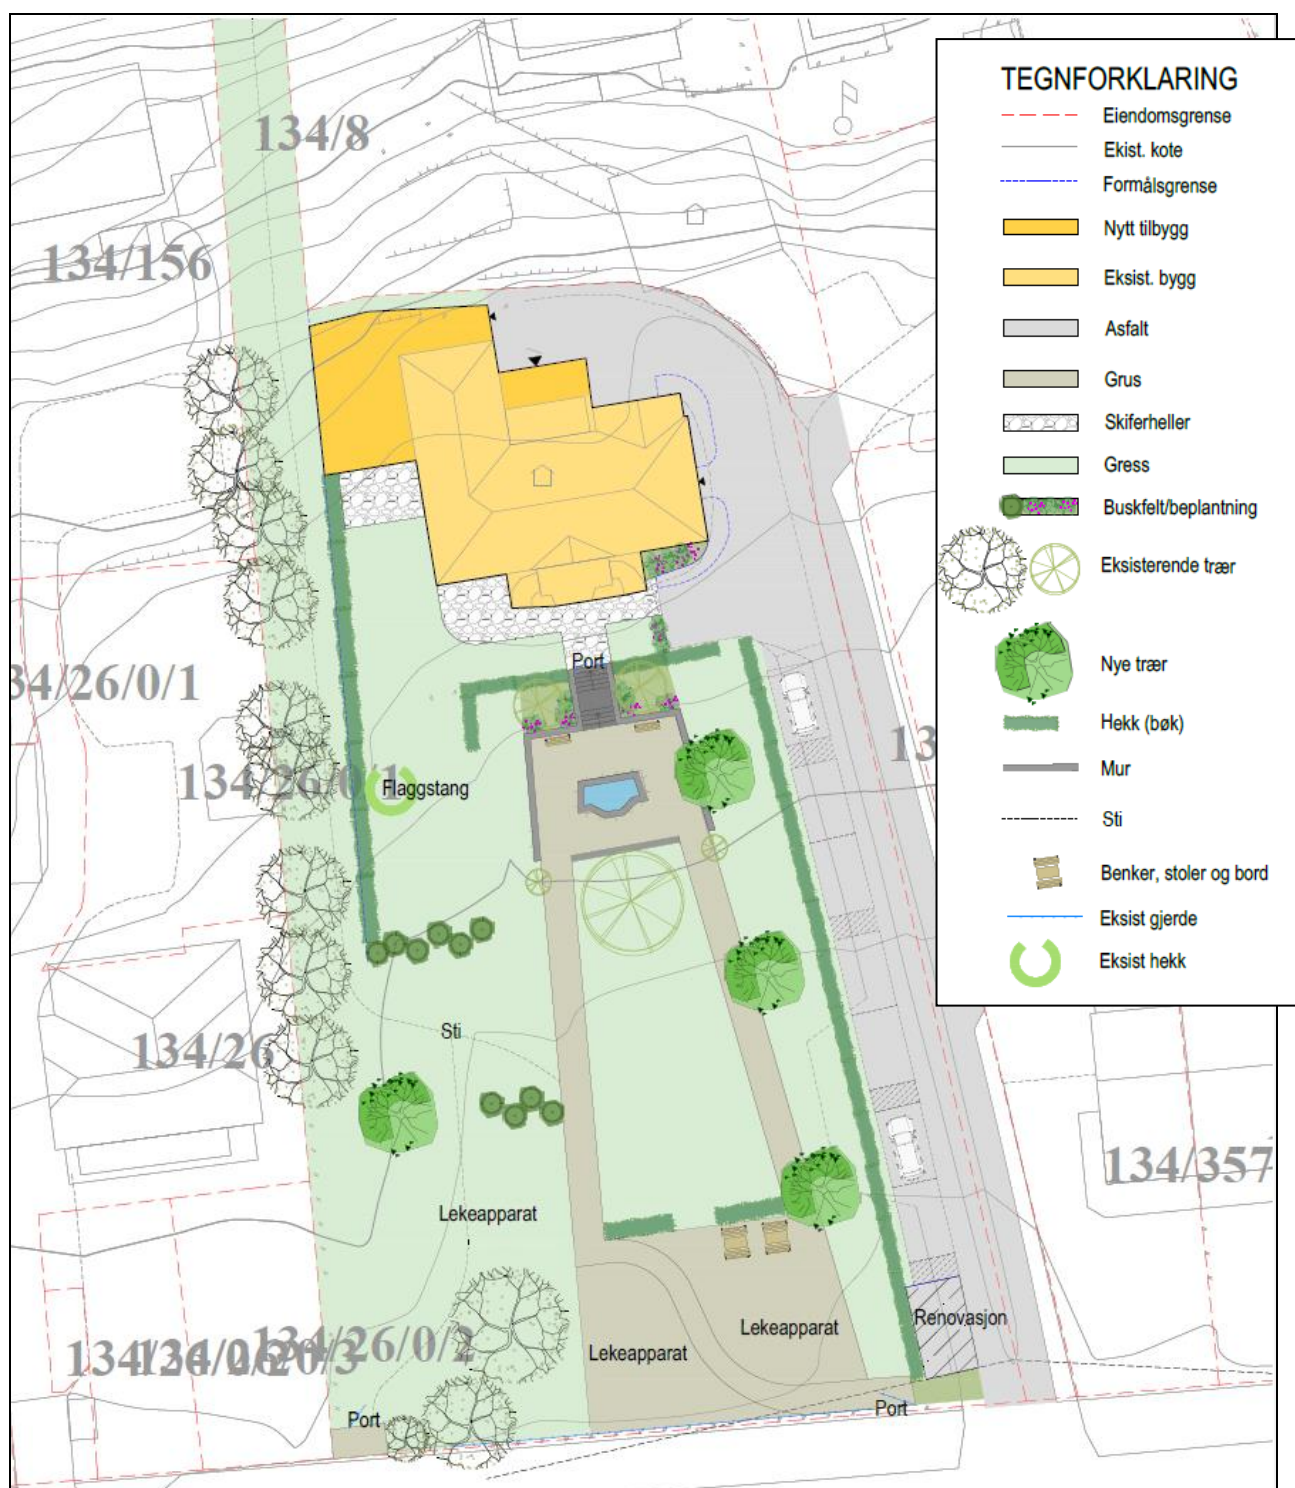 TEGNFORKLARING
Eiendomsgrense
Ekist. kote
Formålsgrense
Nytt tilbygg
Eksist. bygg
Asfalt
Grus
Skiferheller
Gress
Buskfelt/beplantning
Eksisterende trær
Nye trær
Hekk (bøk)
Mur
Sti
Benker, stoler og bord
Eksist gjerde
Eksist hekk
134/8
134/156
34/26/0/1
Port
13
134/26/0/1
Flaggstang
Sti
134/26
134/357
Lekeapparat
Lekeapparat
Renovasjon
Lekeapparat
134/26/0/2
Port
Port